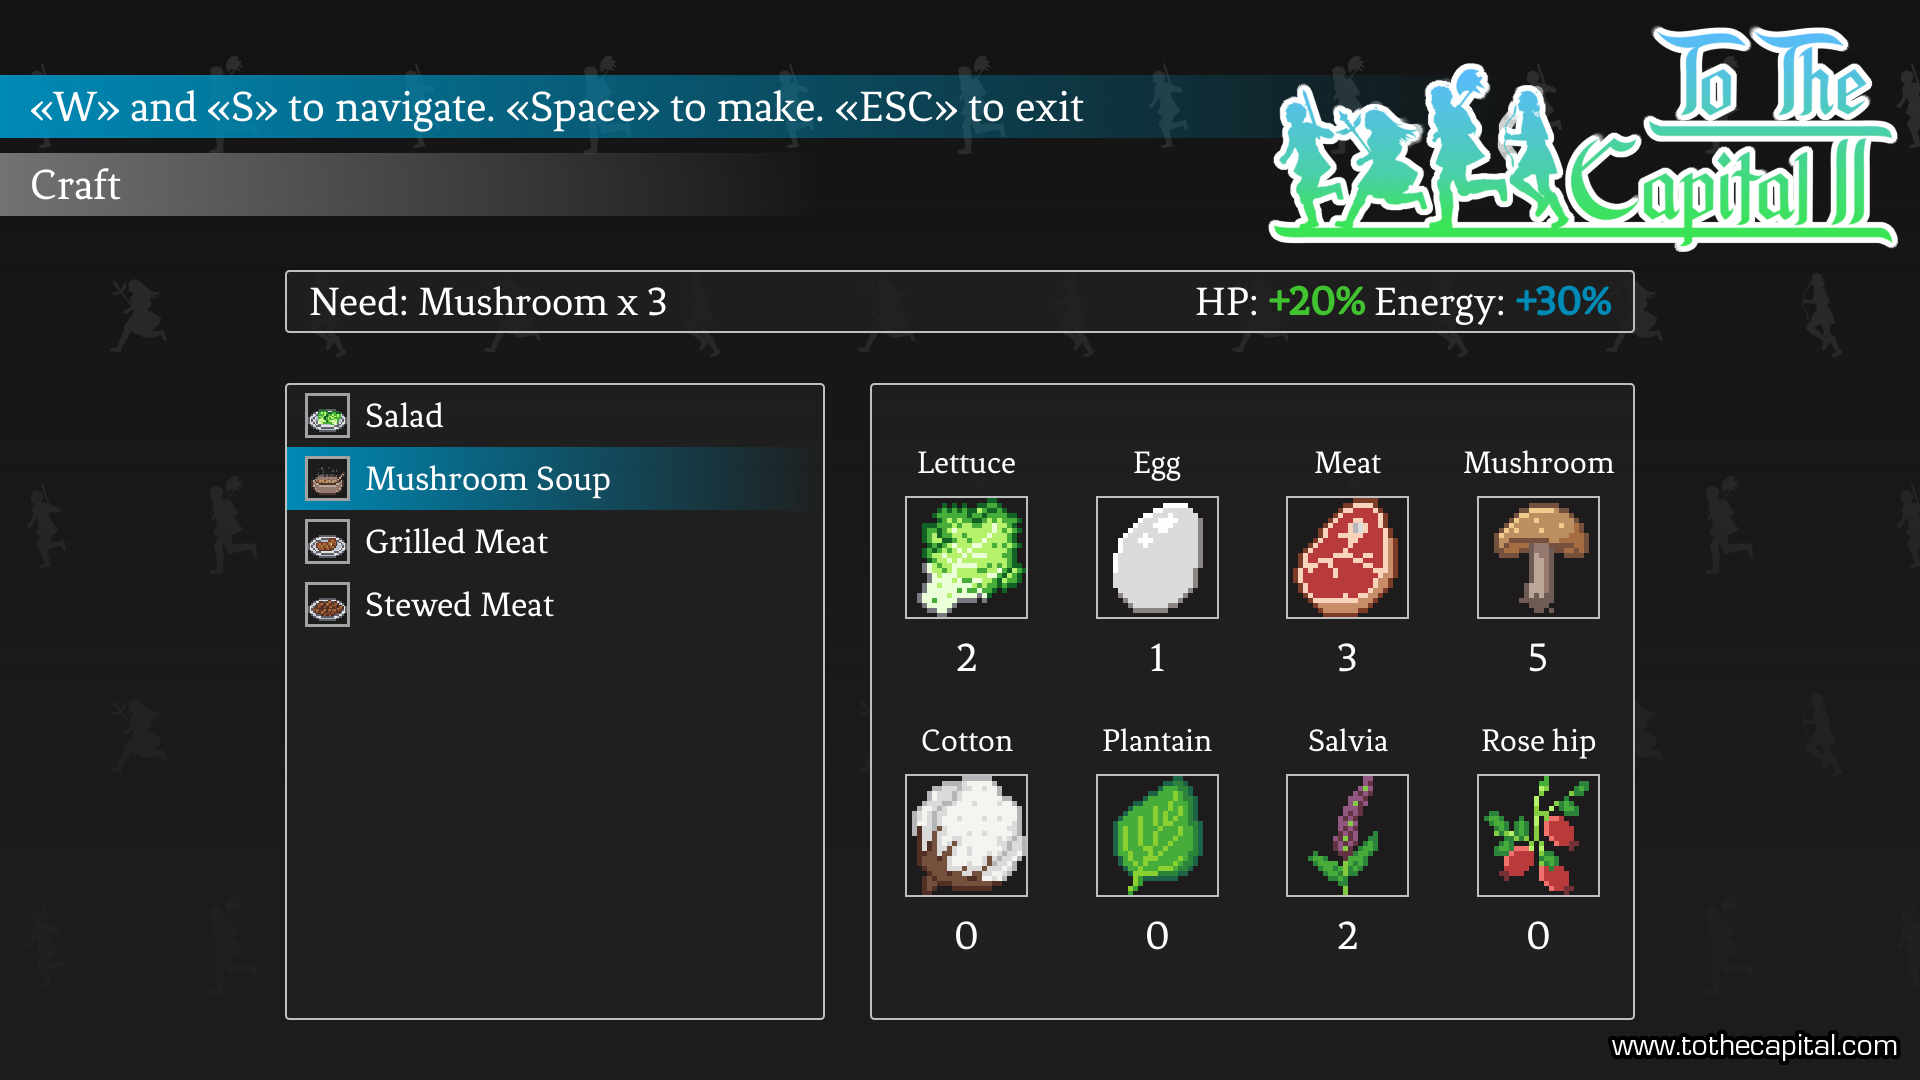 To The
Capital II
«W» and «S» to navigate. «Space» to make. «ESC» to exit
Craft
Need: Mushroom x 3 HP: +20% Energy: +30%
Salad
Mushroom Soup
Grilled Meat
Stewed Meat
Lettuce Egg Meat Mushroom
2 1 3 5
Cotton Plantain Salvia Rose hip
0 0 2 0
www.tothecapital.com